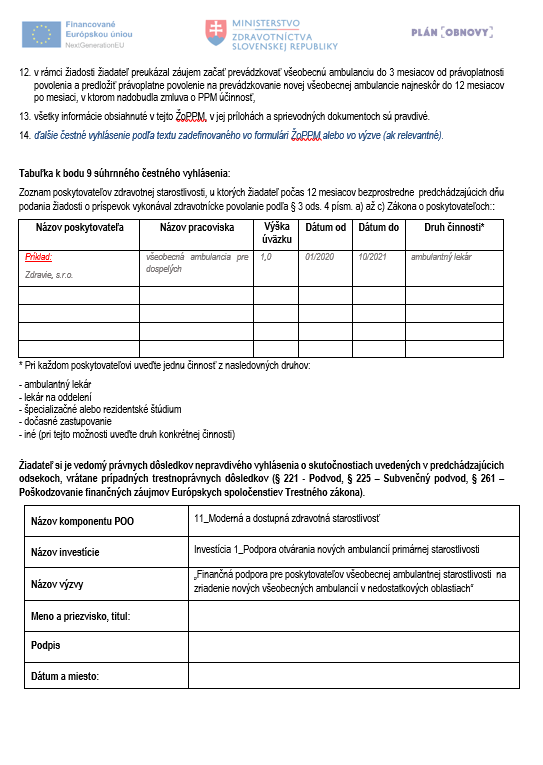 Financované
Európskou úniou
NextGenerationEU
MINISTERSTVO
ZDRAVOTNÍCTVA
SLOVENSKEJ REPUBLIKY
PLÁN [OBNOVY]
12. v rámci žiadosti žiadateľ preukázal záujem začať prevádzkovať všeobecnú ambulanciu do 3 mesiacov od právoplatnosti
povolenia a predložiť právoplatne povolenie na prevádzkovanie novej všeobecnej ambulancie najneskôr do 12 mesiacov
po mesiaci, v ktorom nadobudla zmluva o PPM účinnosť,
13. všetky informácie obsiahnuté v tejto ŽoPPM, v jej prílohách a sprievodných dokumentoch sú pravdivé.
14. ďalšie čestné vyhlásenie podľa textu zadefinovaného vo formulári ŽoPPM alebo vo výzve (ak relevantné).
Tabuľka k bodu 9 súhrnného čestného vyhlásenia:
Zoznam poskytovateľov zdravotnej starostlivosti, u ktorých žiadateľ počas 12 mesiacov bezprostredne predchádzajúcich dňu
podania žiadosti o príspevok vykonával zdravotnícke povolanie podľa § 3 ods. 4 písm. a) až c) Zákona o poskytovateľoch::
Názov poskytovateľa Názov pracoviska Výška úväzku Dátum od Dátum do Druh činnosti*
Príklad: všeobecná ambulancia pre 1,0 01/2020 10/2021 ambulantný lekár
Zdravie, s.r.o. dospelých
* Pri každom poskytovateľovi uveďte jednu činnosť z nasledovných druhov:
- ambulantný lekár
- lekár na oddelení
- špecializačné alebo rezidentské štúdium
- dočasné zastupovanie
- iné (pri tejto možnosti uveďte druh konkrétnej činnosti)
Žiadateľ si je vedomý právnych dôsledkov nepravdivého vyhlásenia o skutočnostiach uvedených v predchádzajúcich
odsekoch, vrátane prípadných trestnoprávnych dôsledkov (§ 221 - Podvod, § 225 – Subvenčný podvod, § 261 –
Poškodzovanie finančných záujmov Európskych spoločenstiev Trestného zákona).
Názov komponentu POO 11_Moderná a dostupná zdravotná starostlivosť
Názov investície Investícia 1_Podpora otvárania nových ambulancií primárnej starostlivosti
Názov výzvy „Finančná podpora pre poskytovateľov všeobecnej ambulantnej starostlivosti na
zriadenie nových všeobecných ambulancií v nedostatkových oblastiach“
Meno a priezvisko, titul:
Podpis
Dátum a miesto: